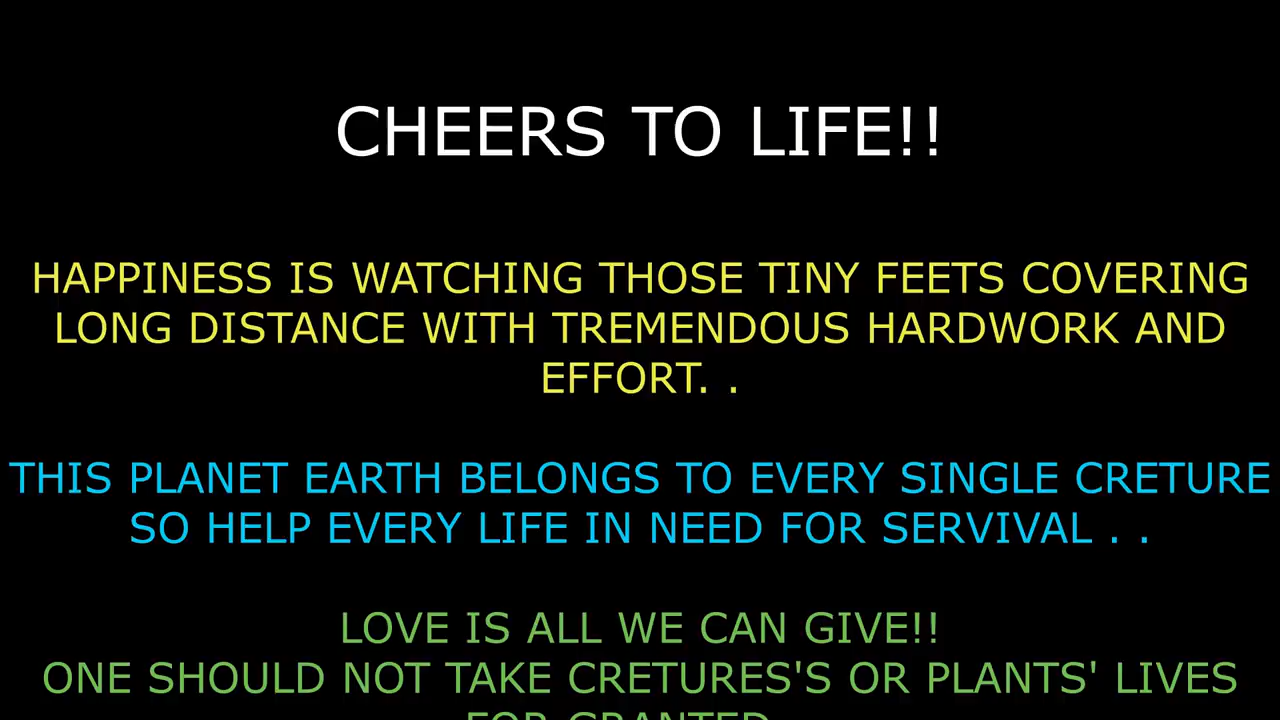 CHEERS TO LIFE!!
HAPPINESS IS WATCHING THOSE TINY FEETS COVERING
LONG DISTANCE WITH TREMENDOUS HARDWORK AND
EFFORT. .
THIS PLANET EARTH BELONGS TO EVERY SINGLE CRETURE
SO HELP EVERY LIFE IN NEED FOR SERVIVAL . .
LOVE IS ALL WE CAN GIVE!!
ONE SHOULD NOT TAKE CRETURES'S OR PLANTS' LIVES
FOR GRANTED